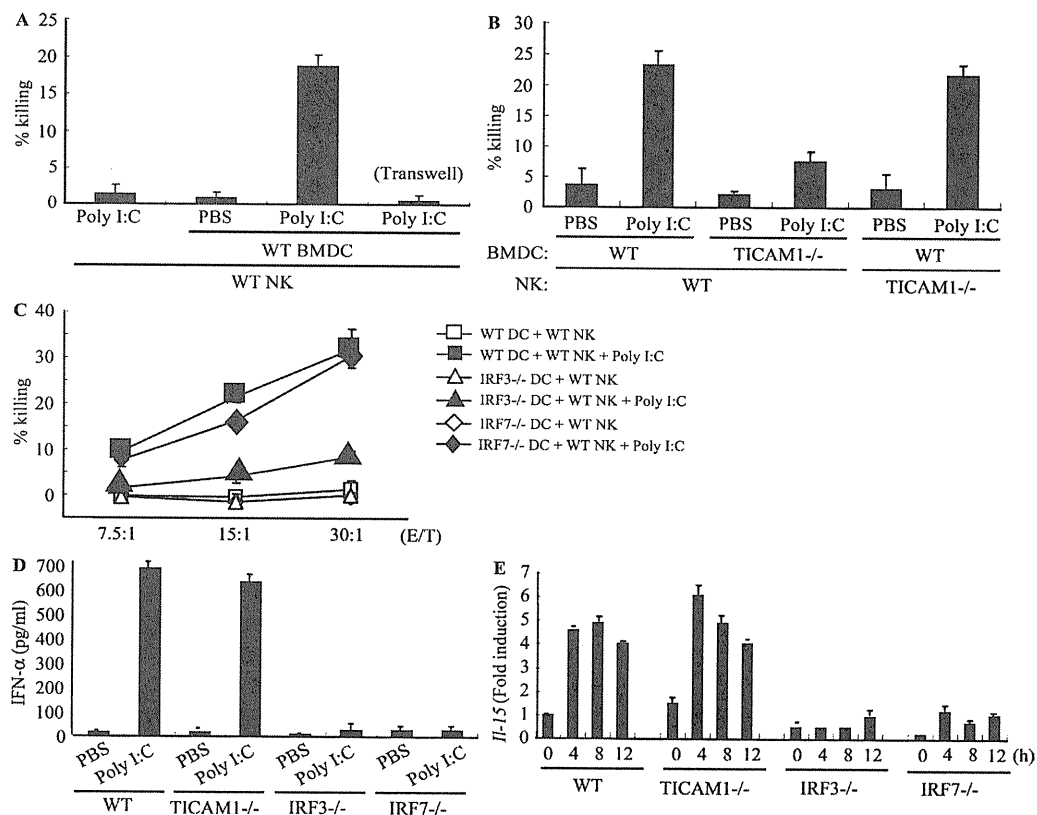 A
% killing
25
20
15
10
5
0
(Transwell)
Poly I:C PBS Poly I:C Poly I:C
WT BMDC
WT NK
B
% killing
30
25
20
15
10
5
0
PBS Poly I:C PBS Poly I:C PBS Poly I:C
BMDC: WT TICAM1-/- WT
NK: WT TICAM1-/-
C
% killing
40
30
20
10
0
7.5:1 15:1 30:1 (E/T)
WT DC + WT NK
WT DC + WT NK + Poly I:C
IRF3-/- DC + WT NK
IRF3-/- DC + WT NK + Poly I:C
IRF7-/- DC + WT NK
IRF7-/- DC + WT NK + Poly I:C
D
IFN-α (pg/ml)
700
600
500
400
300
200
100
0
PBS Poly I:C PBS Poly I:C PBS Poly I:C PBS Poly I:C
WT TICAM1-/- IRF3-/- IRF7-/-
E
Il-15 (Fold induction)
7
6
5
4
3
2
1
0
0 4 8 12 0 4 8 12 0 4 8 12 0 4 8 12 (h)
WT TICAM1-/- IRF3-/- IRF7-/-